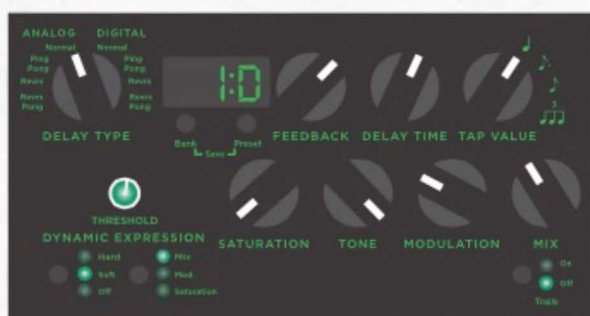 ANALOG DIGITAL
Normal Normal
Ping Pong Ping Pong
Revrs Revrs
Revrs Pong Revrs Pong
1:0
DELAY TYPE
FEEDBACK
DELAY TIME
TAP VALUE
3
Bank Preset
Save
THRESHOLD
DYNAMIC EXPRESSION
SATURATION
TONE
MODULATION
MIX
Hard
Soft
Off
Mix
Mod
Saturation
On
Off
Trails